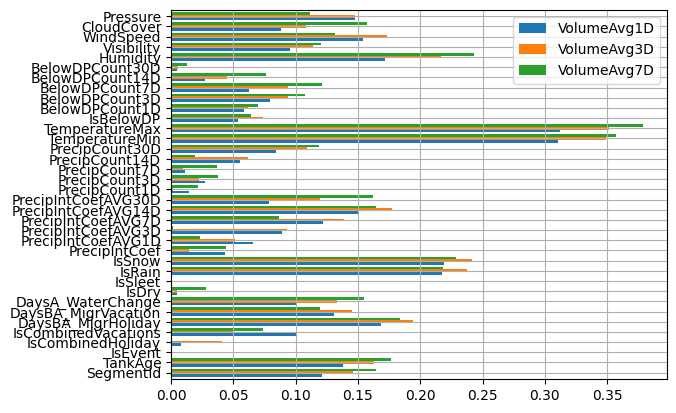 Pressure
CloudCover
WindSpeed
Visibility
Humidity
BelowDPCount30D
BelowDPCount14D
BelowDPCount7D
BelowDPCount3D
BelowDPCount1D
IsBelowDP
TemperatureMax
TemperatureMin
PrecipCount30D
PrecipCount14D
PrecipCount7D
PrecipCount3D
PrecipCount1D
PrecipIntCoefAVG30D
PrecipIntCoefAVG14D
PrecipIntCoefAVG7D
PrecipIntCoefAVG3D
PrecipIntCoefAVG1D
PrecipIntCoef
IsSnow
IsRain
IsSleet
IsDry
DaysA_WaterChange
DaysBA_MigrVacation
DaysBA_MigrHoliday
IsCombinedVacations
IsCombinedHoliday
IsEvent
TankAge
SegmentId
0.00 0.05 0.10 0.15 0.20 0.25 0.30 0.35
VolumeAvg1D
VolumeAvg3D
VolumeAvg7D